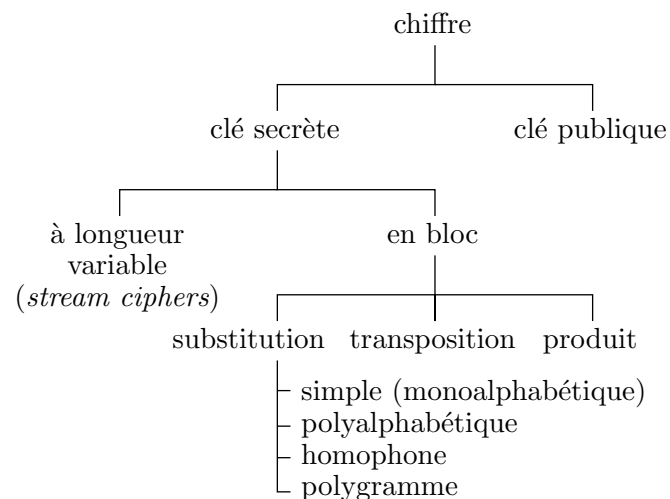 chiffre
clé secrète
clé publique
à longueur
variable
(stream ciphers)
en bloc
substitution
transposition
produit
simple (monoalphabétique)
polyalphabétique
homophone
polygramme